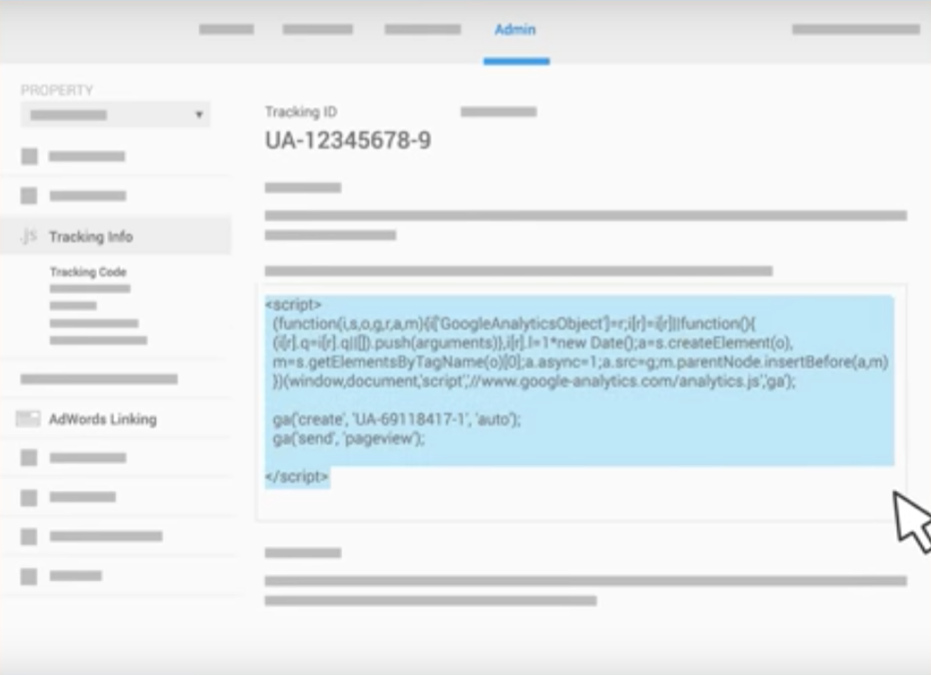 Admin
PROPERTY
Tracking ID
UA-12345678-9
.js Tracking Info
Tracking Code
<script>
(function(i,s,o,g,r,a,m){i['GoogleAnalyticsObject']=r;i[r]=i[r]||function(){
(i[r].q=i[r].q||[]).push(arguments)},i[r].l=1*new Date();a=s.createElement(o),
m=s.getElementsByTagName(o)[0];a.async=1;a.src=g;m.parentNode.insertBefore(a,m)
})(window,document,'script','//www.google-analytics.com/analytics.js','ga');
ga('create', 'UA-69118417-1', 'auto');
ga('send', 'pageview');
</script>
AdWords Linking